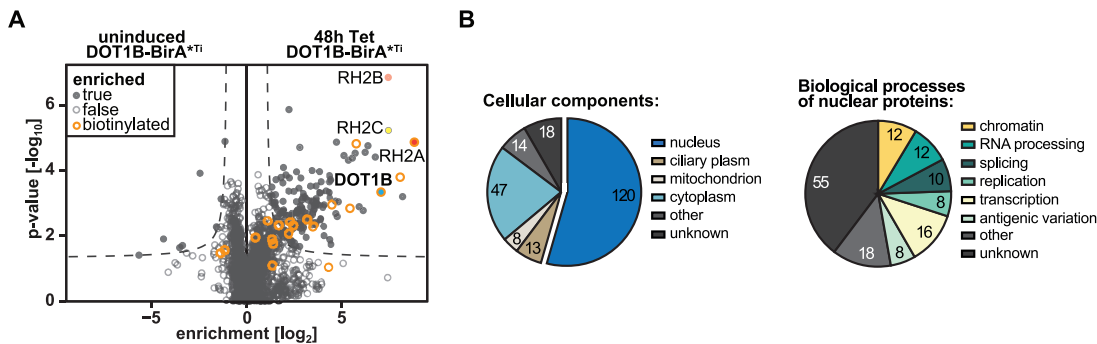 A
uninduced
DOT1B-BirA*Ti
48h Tet
DOT1B-BirA*Ti
enriched
true
false
biotinylated
RH2B
RH2C
RH2A
DOT1B
p-value [-log10]
6
4
2
0
−5
0
5
enrichment [log2]
B
Cellular components:
18
14
47
8
13
120
nucleus
ciliary plasm
mitochondrion
cytoplasm
other
unknown
Biological processes
of nuclear proteins:
12
12
10
8
16
8
18
55
chromatin
RNA processing
splicing
replication
transcription
antigenic variation
other
unknown